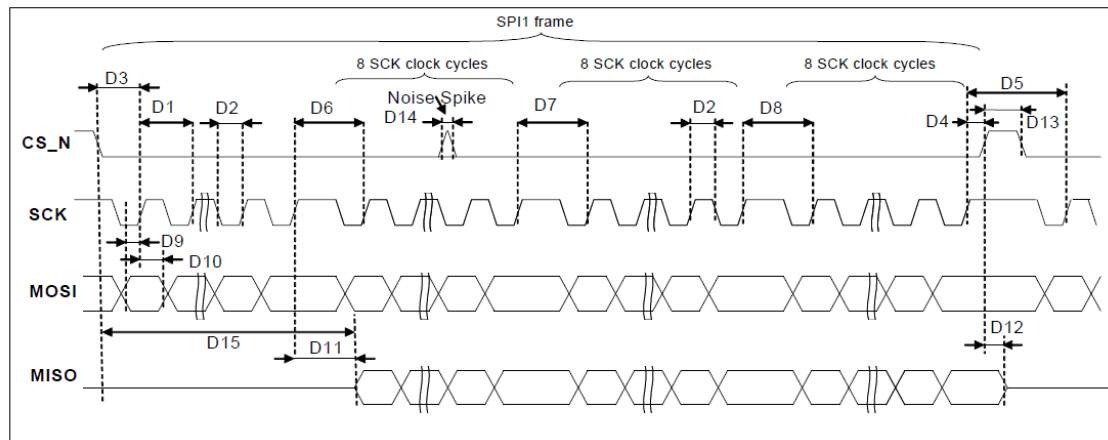 SPI1 frame
8 SCK clock cycles 8 SCK clock cycles 8 SCK clock cycles
D3 D5
D1 D2 D6 Noise Spike D7 D2 D8
D14 D4 D13
CS_N
SCK
D9
D10
MOSI
D15 D11 D12
MISO